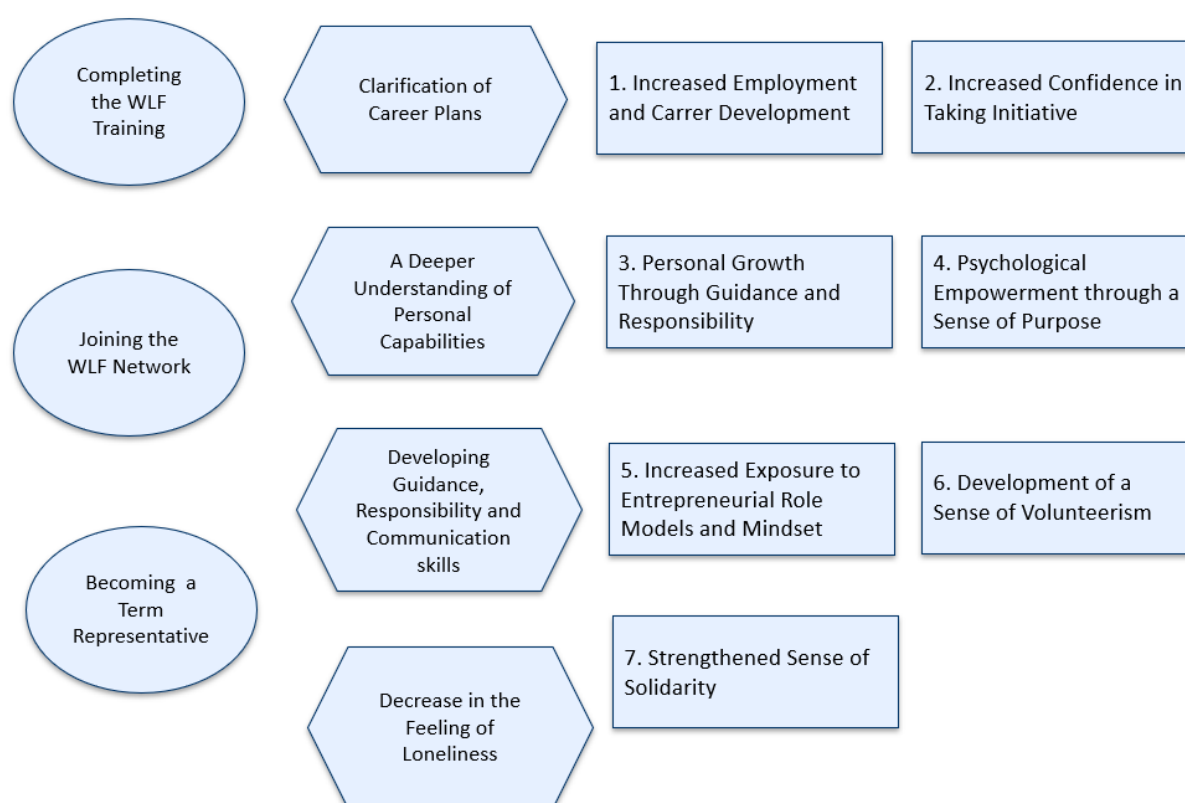 Completing
the WLF
Training
Clarification of
Career Plans
1. Increased Employment
and Carrer Development
2. Increased Confidence in
Taking Initiative
Joining the
WLF Network
A Deeper
Understanding of
Personal
Capabilities
3. Personal Growth
Through Guidance and
Responsibility
4. Psychological
Empowerment through a
Sense of Purpose
Developing
Guidance,
Responsibility and
Communication
skills
5. Increased Exposure to
Entrepreneurial Role
Models and Mindset
6. Development of a
Sense of Volunteerism
Becoming  a
Term
Representative
Decrease in the
Feeling of
Loneliness
7. Strengthened Sense of
Solidarity